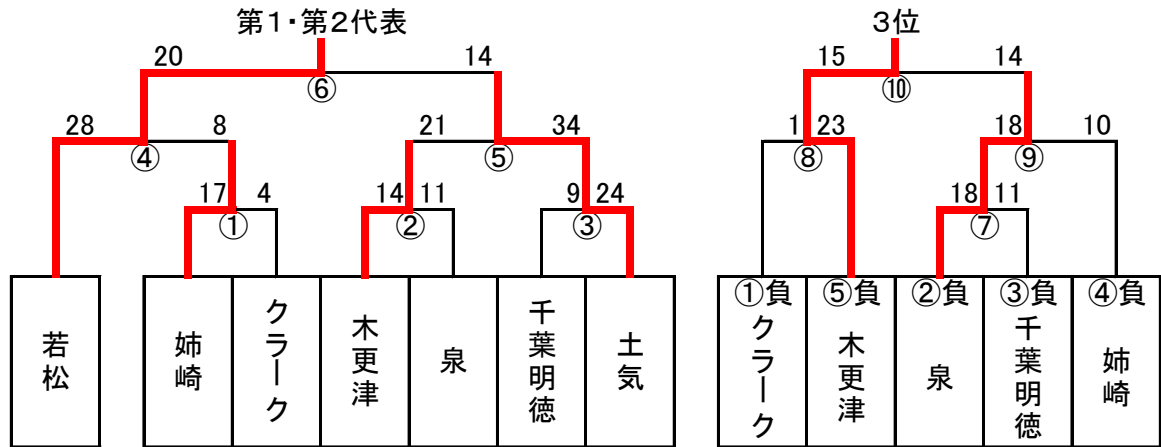 第1・第2代表
3位
20 14
15 14
⑥
⑩
28 8 21 34
1 23 18 10
④
⑤
⑧
⑨
17 4 14 11 9 24
18 11
①
②
③
⑦
若松
姉崎
クラーク
木更津
泉
千葉明徳
土気
①負
クラーク
⑤負
木更津
②負
泉
③負
千葉明徳
④負
姉崎